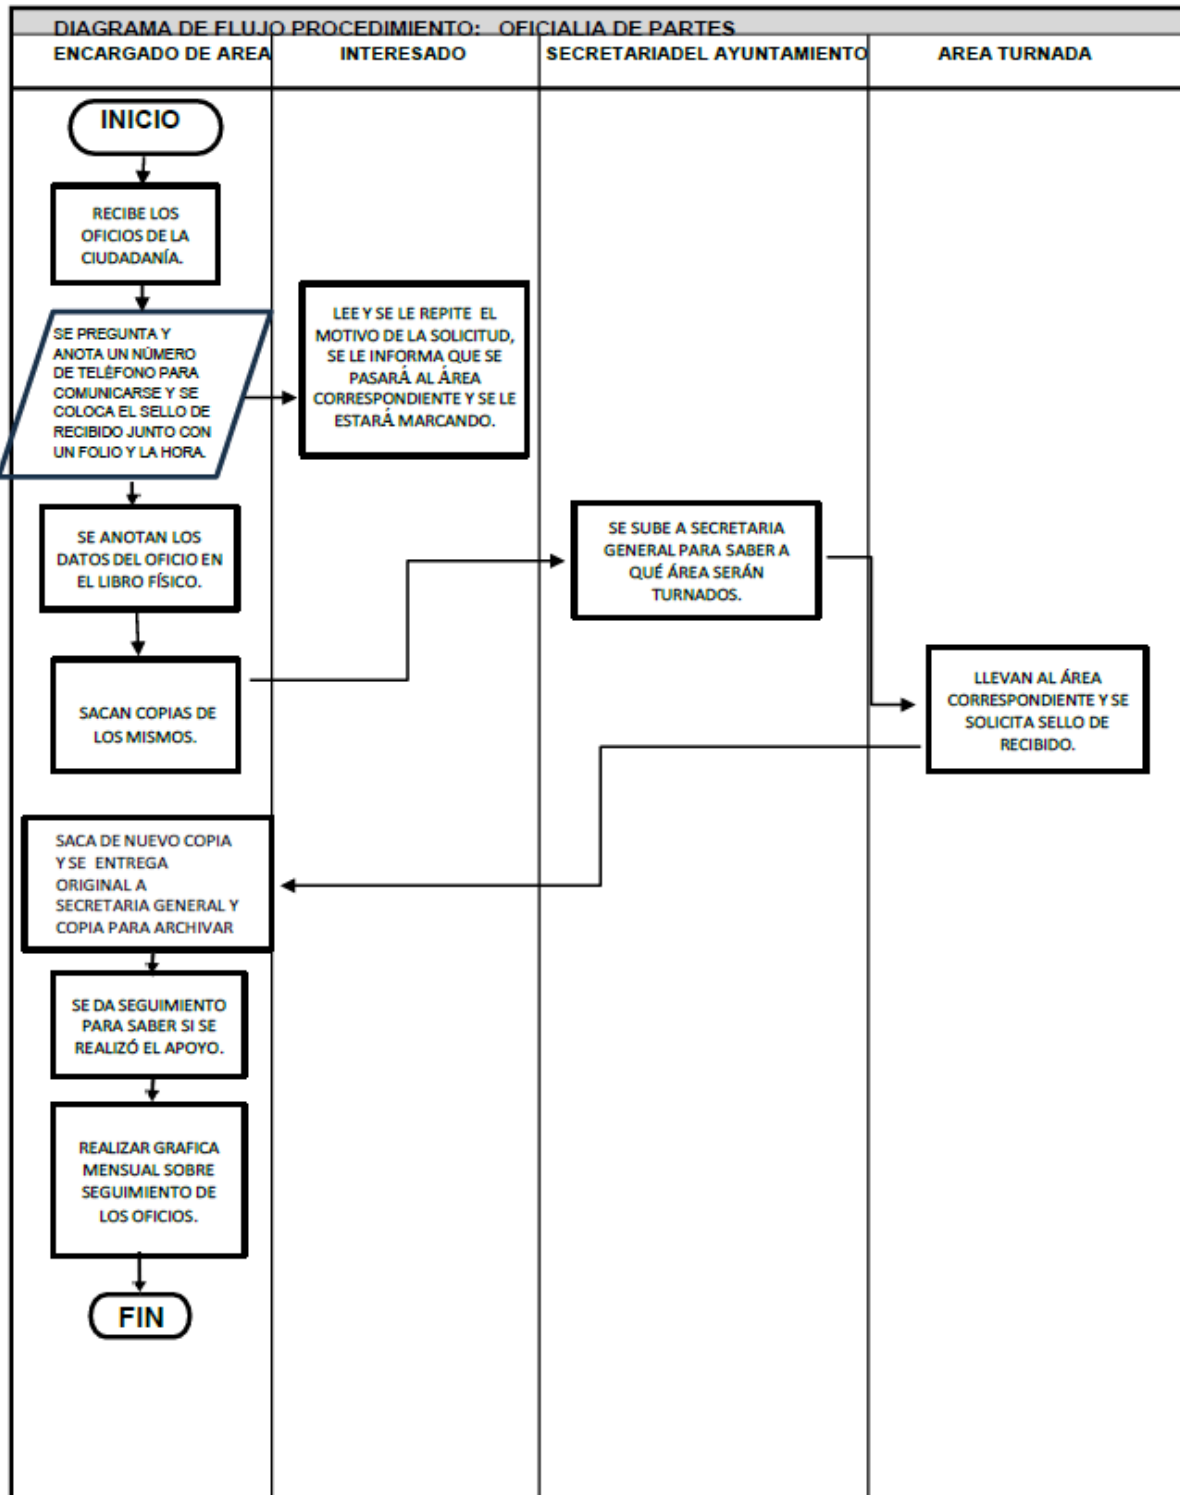 DIAGRAMA DE FLUJO PROCEDIMIENTO: OFICIALIA DE PARTES
ENCARGADO DE AREA
INTERESADO
SECRETARIADEL AYUNTAMIENTO
AREA TURNADA
INICIO
RECIBE LOS
OFICIOS DE LA
CIUDADANÍA.
SE PREGUNTA Y
ANOTA UN NÚMERO
DE TELÉFONO PARA
COMUNICARSE Y SE
COLOCA EL SELLO DE
RECIBIDO JUNTO CON
UN FOLIO Y LA HORA.
LEE Y SE LE REPITE EL
MOTIVO DE LA SOLICITUD,
SE LE INFORMA QUE SE
PASARÁ AL ÁREA
CORRESPONDIENTE Y SE LE
ESTARÁ MARCANDO.
SE ANOTAN LOS
DATOS DEL OFICIO EN
EL LIBRO FÍSICO.
SACAN COPIAS DE
LOS MISMOS.
SE SUBE A SECRETARIA
GENERAL PARA SABER A
QUÉ ÁREA SERÁN
TURNADOS.
LLEVAN AL ÁREA
CORRESPONDIENTE Y SE
SOLICITA SELLO DE
RECIBIDO.
SACA DE NUEVO COPIA
Y SE ENTREGA
ORIGINAL A
SECRETARIA GENERAL Y
COPIA PARA ARCHIVAR
SE DA SEGUIMIENTO
PARA SABER SI SE
REALIZÓ EL APOYO.
REALIZAR GRAFICA
MENSUAL SOBRE
SEGUIMIENTO DE
LOS OFICIOS.
FIN